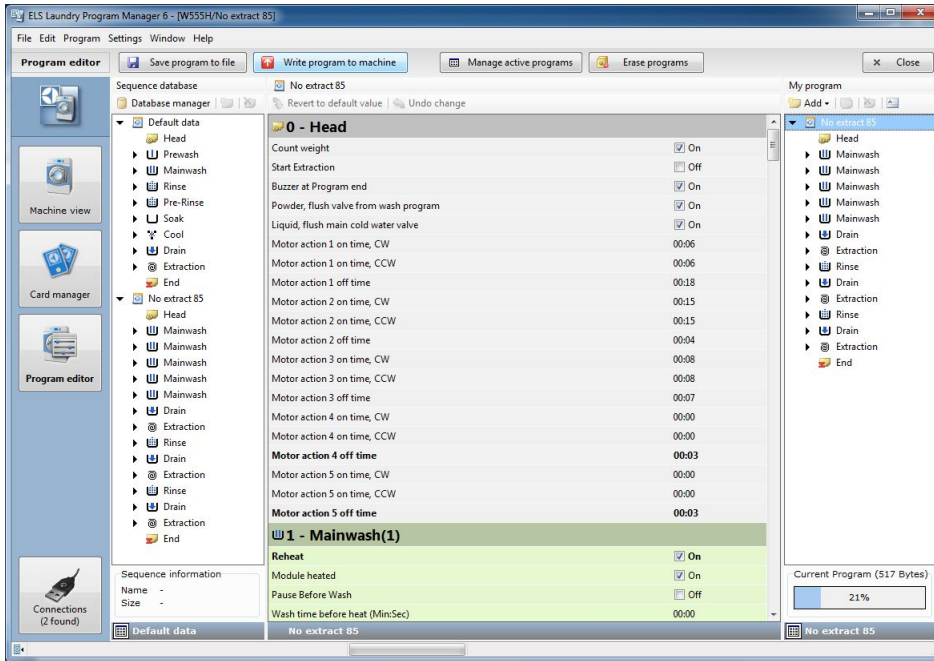 ELS Laundry Program Manager 6 - [W555H/No extract 85]
File Edit Program Settings Window Help
Program editor Save program to file Write program to machine Manage active programs Erase programs x Close
Machine view
Card manager
Program editor
Connections
(2 found)
Sequence database
Database manager
Default data
Head
Prewash
Mainwash
Rinse
Pre-Rinse
Soak
Cool
Drain
Extraction
End
No extract 85
Head
Mainwash
Mainwash
Mainwash
Mainwash
Mainwash
Drain
Extraction
Rinse
Drain
Extraction
Rinse
Drain
Extraction
End
Sequence information
Name -
Size -
Default data
No extract 85
Revert to default value Undo change
0 - Head
Count weight On
Start Extraction Off
Buzzer at Program end On
Powder, flush valve from wash program On
Liquid, flush main cold water valve On
Motor action 1 on time, CW 00:06
Motor action 1 on time, CCW 00:06
Motor action 1 off time 00:18
Motor action 2 on time, CW 00:15
Motor action 2 on time, CCW 00:15
Motor action 2 off time 00:04
Motor action 3 on time, CW 00:08
Motor action 3 on time, CCW 00:08
Motor action 3 off time 00:07
Motor action 4 on time, CW 00:00
Motor action 4 on time, CCW 00:00
Motor action 4 off time 00:03
Motor action 5 on time, CW 00:00
Motor action 5 on time, CCW 00:00
Motor action 5 off time 00:03
1 - Mainwash(1)
Reheat On
Module heated On
Pause Before Wash Off
Wash time before heat (Min:Sec) 00:00
No extract 85
My program
Add
No extract 85
Head
Mainwash
Mainwash
Mainwash
Mainwash
Mainwash
Drain
Extraction
Rinse
Drain
Extraction
Rinse
Drain
Extraction
End
Current Program (517 Bytes)
21%
No extract 85